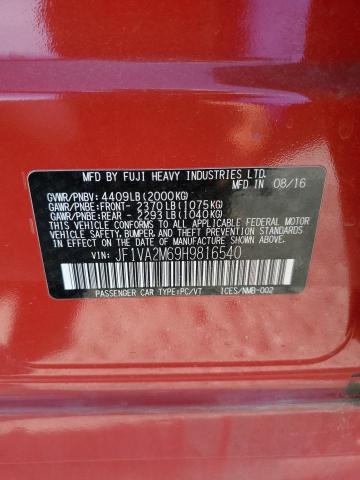 MFD BY FUJI HEAVY INDUSTRIES LTD.
MFD IN 08/16
GVWR/PNBV: 4409LB(2000KG)
GAWR/PNBE:FRONT- 2370LB(1075KG)
GAWR/PNBE:REAR - 2293LB(1040KG)
THIS VEHICLE CONFORMS TO ALL APPLICABLE FEDERAL MOTOR
VEHICLE SAFETY, BUMPER, AND THEFT PREVENTION STANDARDS IN
EFFECT ON THE DATE OF MANUFACTURE SHOWN ABOVE.
VIN: JF1VA2M69H9816540
PASSENGER CAR TYPE:PC/VT ICES/NMB-002